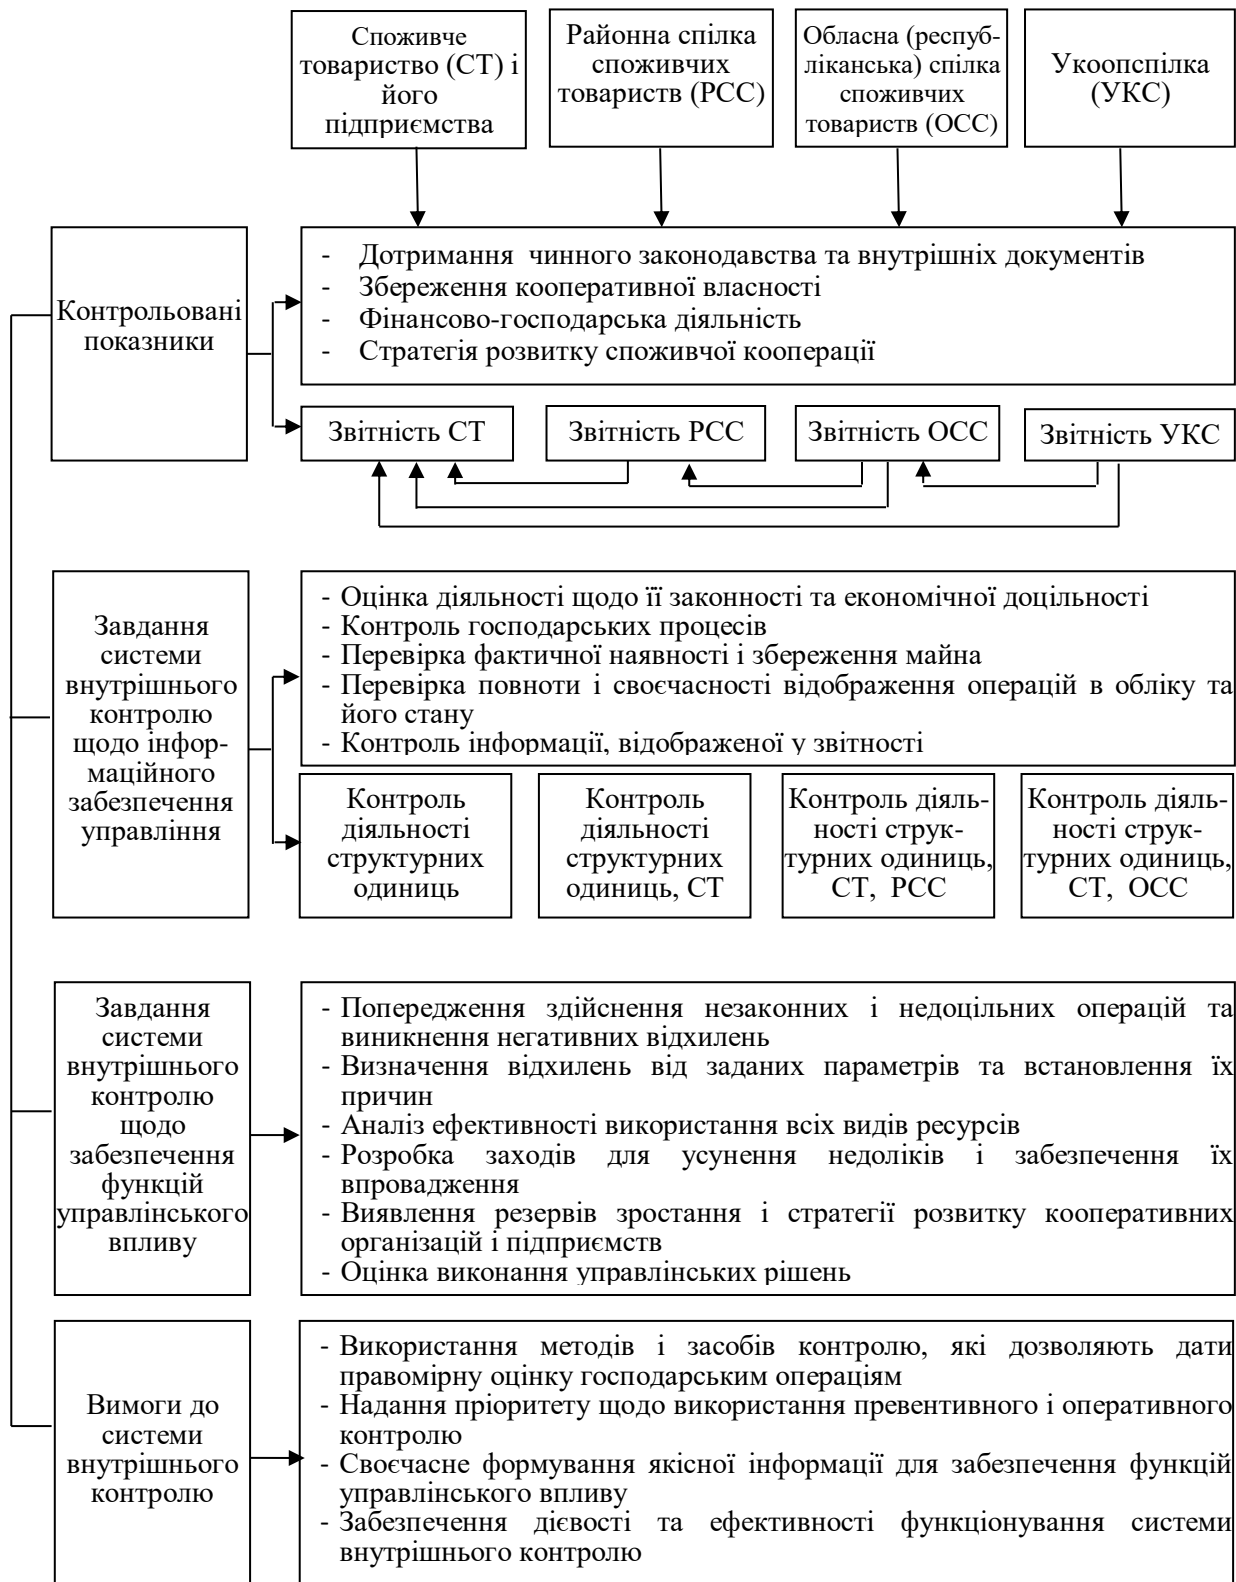 Споживче
товариство (СТ) і
його
підприємства
Районна спілка
споживчих
товариств (РСС)
Обласна (респуб-
ліканська) спілка
споживчих
товариств (ОСС)
Укоопспілка
(УКС)
Контрольовані
показники
- Дотримання чинного законодавства та внутрішніх документів
- Збереження кооперативної власності
- Фінансово-господарська діяльність
- Стратегія розвитку споживчої кооперації
Звітність СТ
Звітність РСС
Звітність ОСС
Звітність УКС
Завдання
системи
внутрішнього
контролю
щодо інфор-
маційного
забезпечення
управління
- Оцінка діяльності щодо її законності та економічної доцільності
- Контроль господарських процесів
- Перевірка фактичної наявності і збереження майна
- Перевірка повноти і своєчасності відображення операцій в обліку та
його стану
- Контроль інформації, відображеної у звітності
Контроль
діяльності
структурних
одиниць
Контроль
діяльності
структурних
одиниць, СТ
Контроль діяль-
ності струк-
турних одиниць,
СТ, РСС
Контроль діяль-
ності струк-
турних одиниць,
СТ, ОСС
Завдання
системи
внутрішнього
контролю
щодо
забезпечення
функцій
управлінського
впливу
- Попередження здійснення незаконних і недоцільних операцій та
виникнення негативних відхилень
- Визначення відхилень від заданих параметрів та встановлення їх
причин
- Аналіз ефективності використання всіх видів ресурсів
- Розробка заходів для усунення недоліків і забезпечення їх
впровадження
- Виявлення резервів зростання і стратегії розвитку кооперативних
організацій і підприємств
- Оцінка виконання управлінських рішень
Вимоги до
системи
внутрішнього
контролю
- Використання методів і засобів контролю, які дозволяють дати
правомірну оцінку господарським операціям
- Надання пріоритету щодо використання превентивного і оперативного
контролю
- Своєчасне формування якісної інформації для забезпечення функцій
управлінського впливу
- Забезпечення дієвості та ефективності функціонування системи
внутрішнього контролю